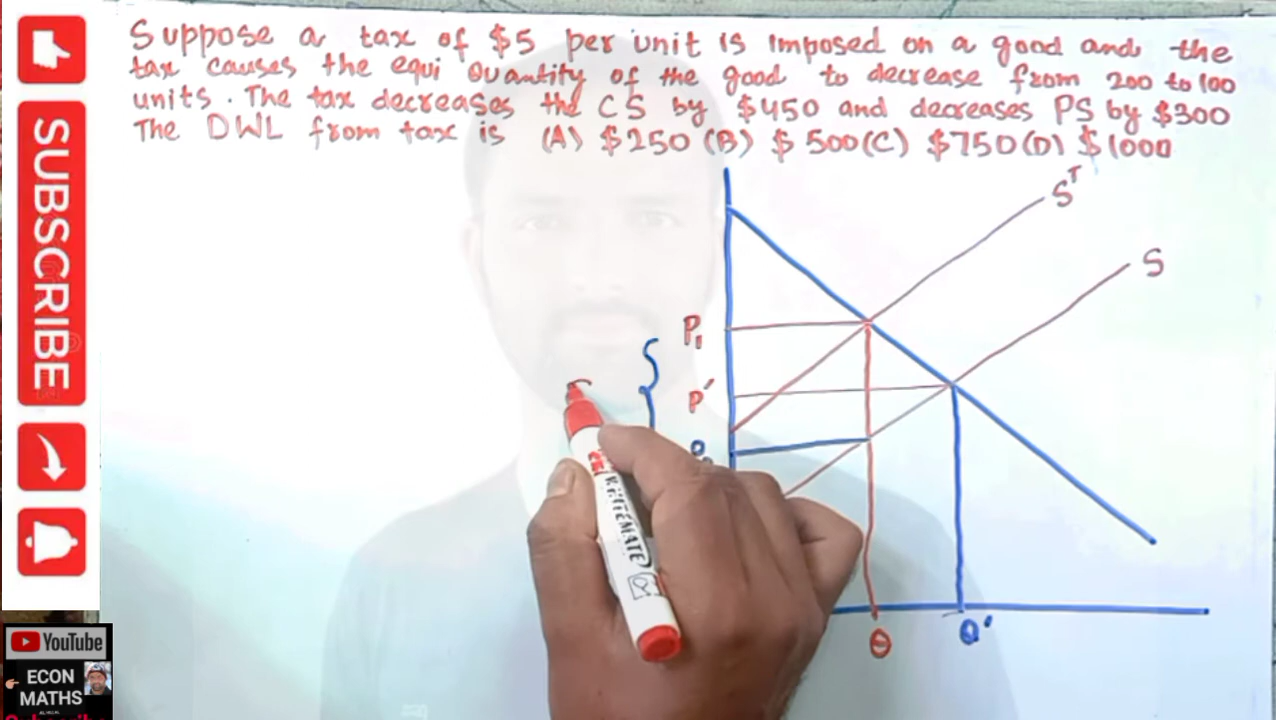 Suppose a tax of $5 per unit is imposed on a good and the
tax causes the equi Quantity of the good to decrease from 200 to 100
units. The tax decreases the CS by $450 and decreases PS by $300
The DWL from tax is (A) $250 (B) $500 (C) $750 (D) $1000
S^T
S
P₁
P'
Q
Q'
SUBSCRIBE
WHITEMATE
YouTube
ECON
MATHS
Subscribe